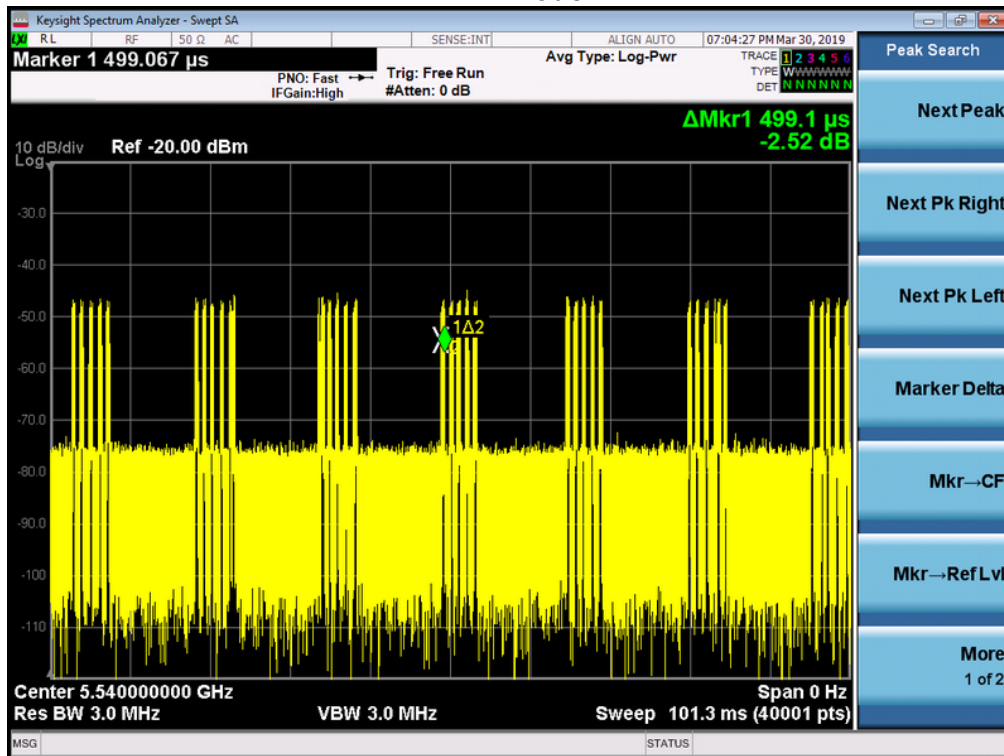 Keysight Spectrum Analyzer - Swept SA
LXI RL RF 50 Ω AC SENSE:INT ALIGN AUTO 07:04:27 PM Mar 30, 2019
Marker 1 499.067 µs
PNO: Fast
IFGain:High
Trig: Free Run
#Atten: 0 dB
Avg Type: Log-Pwr
TRACE 1 2 3 4 5 6
TYPE WWWWWW
DET N N N N N N
Peak Search
ΔMkr1 499.1 µs
-2.52 dB
10 dB/div Ref -20.00 dBm
Log
-30.0
-40.0
-50.0
-60.0
-70.0
-80.0
-90.0
-100
-110
1Δ2
Center 5.540000000 GHz
Span 0 Hz
Res BW 3.0 MHz
VBW 3.0 MHz
Sweep 101.3 ms (40001 pts)
MSG
STATUS
Next Peak
Next Pk Right
Next Pk Left
Marker Delta
Mkr→CF
Mkr→Ref Lvl
More
1 of 2